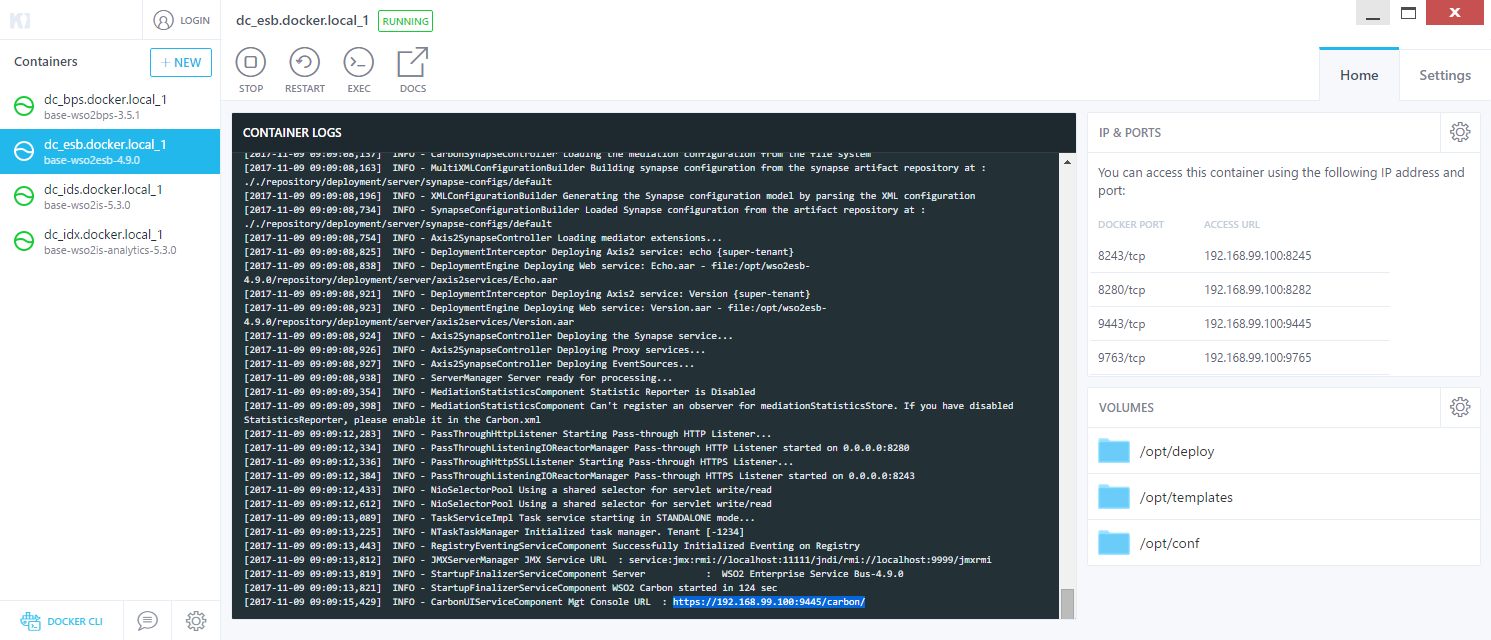 LOGIN
Containers
+ NEW
dc_bps.docker.local_1
base-wso2bps-3.5.1
dc_esb.docker.local_1
base-wso2esb-4.9.0
dc_ids.docker.local_1
base-wso2is-5.3.0
dc_idx.docker.local_1
base-wso2is-analytics-5.3.0
DOCKER CLI
dc_esb.docker.local_1 RUNNING
STOP RESTART EXEC DOCS
Home Settings
CONTAINER LOGS
[2017-11-09 09:09:08,137]  INFO - CarbonSynapseController Loading the mediation configuration from the file system
[2017-11-09 09:09:08,163]  INFO - MultiXMLConfigurationBuilder Building synapse configuration from the synapse artifact repository at :
././repository/deployment/server/synapse-configs/default
[2017-11-09 09:09:08,196]  INFO - XMLConfigurationBuilder Generating the Synapse configuration model by parsing the XML configuration
[2017-11-09 09:09:08,734]  INFO - SynapseConfigurationBuilder Loaded Synapse configuration from the artifact repository at :
././repository/deployment/server/synapse-configs/default
[2017-11-09 09:09:08,754]  INFO - Axis2SynapseController Loading mediator extensions...
[2017-11-09 09:09:08,825]  INFO - DeploymentInterceptor Deploying Axis2 service: echo {super-tenant}
[2017-11-09 09:09:08,838]  INFO - DeploymentEngine Deploying Web service: Echo.aar - file:/opt/wso2esb-
4.9.0/repository/deployment/server/axis2services/Echo.aar
[2017-11-09 09:09:08,921]  INFO - DeploymentInterceptor Deploying Axis2 service: Version {super-tenant}
[2017-11-09 09:09:08,923]  INFO - DeploymentEngine Deploying Web service: Version.aar - file:/opt/wso2esb-
4.9.0/repository/deployment/server/axis2services/Version.aar
[2017-11-09 09:09:08,924]  INFO - Axis2SynapseController Deploying the Synapse service...
[2017-11-09 09:09:08,926]  INFO - Axis2SynapseController Deploying Proxy services...
[2017-11-09 09:09:08,927]  INFO - Axis2SynapseController Deploying EventSources...
[2017-11-09 09:09:08,938]  INFO - ServerManager Server ready for processing...
[2017-11-09 09:09:09,354]  INFO - MediationStatisticsComponent Statistic Reporter is Disabled
[2017-11-09 09:09:09,398]  INFO - MediationStatisticsComponent Can't register an observer for mediationStatisticsStore. If you have disabled
StatisticsReporter, please enable it in the Carbon.xml
[2017-11-09 09:09:12,283]  INFO - PassThroughHttpListener Starting Pass-through HTTP Listener...
[2017-11-09 09:09:12,334]  INFO - PassThroughListeningIOReactorManager Pass-through HTTP Listener started on 0.0.0.0:8280
[2017-11-09 09:09:12,336]  INFO - PassThroughHttpSSLListener Starting Pass-through HTTPS Listener...
[2017-11-09 09:09:12,384]  INFO - PassThroughListeningIOReactorManager Pass-through HTTPS Listener started on 0.0.0.0:8243
[2017-11-09 09:09:12,433]  INFO - NioSelectorPool Using a shared selector for servlet write/read
[2017-11-09 09:09:12,612]  INFO - NioSelectorPool Using a shared selector for servlet write/read
[2017-11-09 09:09:13,089]  INFO - TaskServiceImpl Task service starting in STANDALONE mode...
[2017-11-09 09:09:13,225]  INFO - NTaskTaskManager Initialized task manager. Tenant [-1234]
[2017-11-09 09:09:13,443]  INFO - RegistryEventingServiceComponent Successfully Initialized Eventing on Registry
[2017-11-09 09:09:13,812]  INFO - JMXServerManager JMX Service URL  : service:jmx:rmi://localhost:11111/jndi/rmi://localhost:9999/jmxrmi
[2017-11-09 09:09:13,819]  INFO - StartupFinalizerServiceComponent Server           :  WSO2 Enterprise Service Bus-4.9.0
[2017-11-09 09:09:13,821]  INFO - StartupFinalizerServiceComponent WSO2 Carbon started in 124 sec
[2017-11-09 09:09:15,429]  INFO - CarbonUIServiceComponent Mgt Console URL  : https://192.168.99.100:9445/carbon/
IP & PORTS
You can access this container using the following IP address and
port:
DOCKER PORT ACCESS URL
8243/tcp 192.168.99.100:8245
8280/tcp 192.168.99.100:8282
9443/tcp 192.168.99.100:9445
9763/tcp 192.168.99.100:9765
VOLUMES
/opt/deploy
/opt/templates
/opt/conf